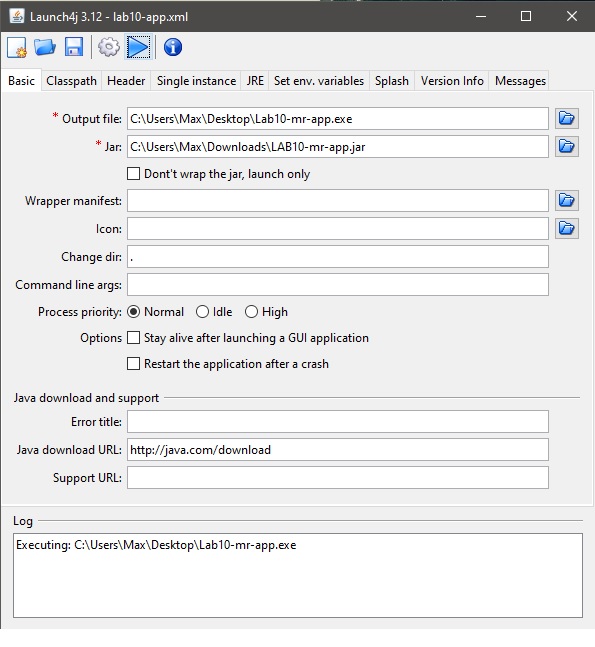 Launch4j 3.12 - lab10-app.xml
Basic Classpath Header Single instance JRE Set env. variables Splash Version Info Messages
* Output file: C:\Users\Max\Desktop\Lab10-mr-app.exe
* Jar: C:\Users\Max\Downloads\LAB10-mr-app.jar
Dont't wrap the jar, launch only
Wrapper manifest:
Icon:
Change dir: .
Command line args:
Process priority: Normal Idle High
Options Stay alive after launching a GUI application
Restart the application after a crash
Java download and support
Error title:
Java download URL: http://java.com/download
Support URL:
Log
Executing: C:\Users\Max\Desktop\Lab10-mr-app.exe